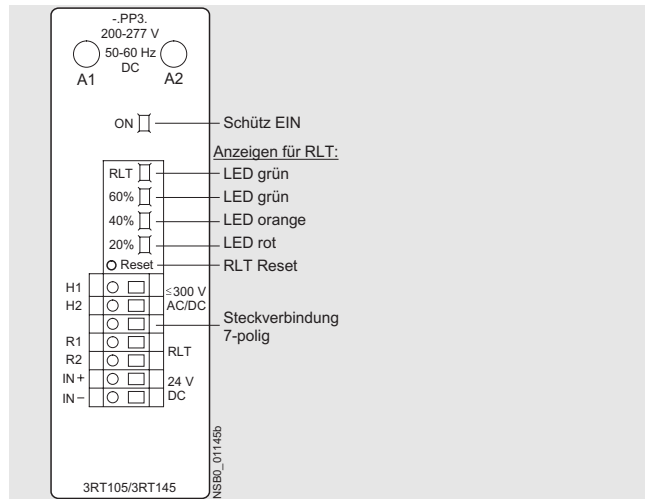 -.PP3.
200-277 V
50-60 Hz
DC
A1
A2
ON
Schütz EIN
Anzeigen für RLT:
RLT
LED grün
60%
LED grün
40%
LED orange
20%
LED rot
Reset
RLT Reset
H1
≤300 V
H2
AC/DC
Steckverbindung
7-polig
R1
RLT
R2
IN+
24 V
IN−
DC
NSB0_01145b
3RT105/3RT145